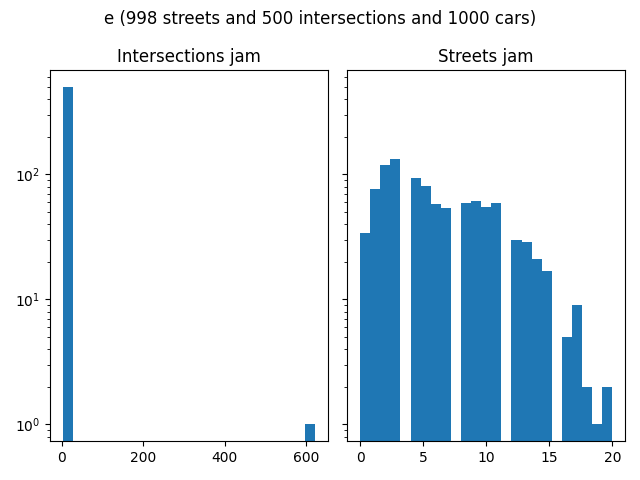 e (998 streets and 500 intersections and 1000 cars)
Intersections jam
Streets jam
10²
10¹
10⁰
0 200 400 600
0 5 10 15 20